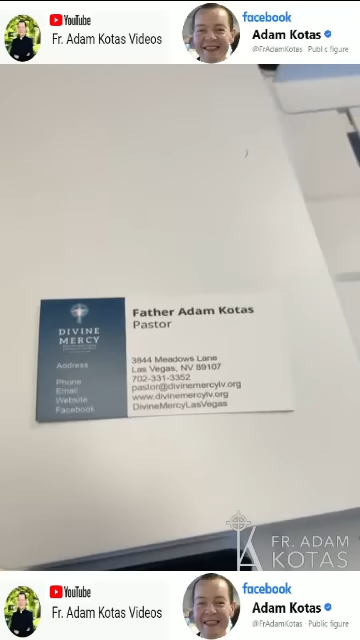 YouTube
Fr. Adam Kotas Videos
facebook
Adam Kotas
@FrAdamKotas · Public figure
DIVINE
MERCY
Father Adam Kotas
Pastor
Address
3844 Meadows Lane
Las Vegas, NV 89107
Phone
702-331-3352
Email
pastor@divinemercylv.org
Website
www.divinemercylv.org
Facebook
DivineMercyLasVegas
FR. ADAM
KOTAS
YouTube
Fr. Adam Kotas Videos
facebook
Adam Kotas
@FrAdamKotas · Public figure